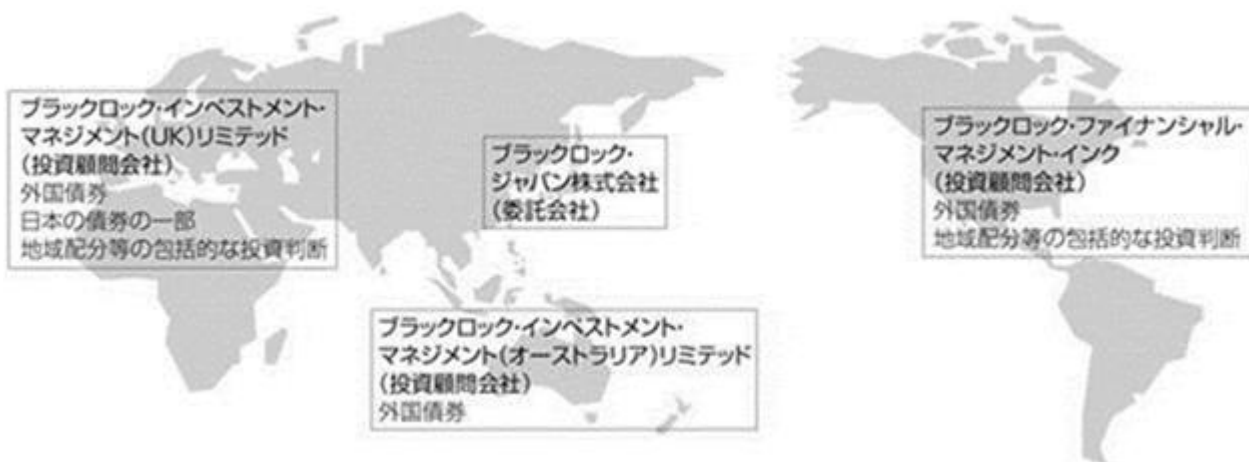 ブラックロック・インベストメント・
マネジメント(UK)リミテッド
(投資顧問会社)
外国債券
日本の債券の一部
地域配分等の包括的な投資判断
ブラックロック・
ジャパン株式会社
(委託会社)
ブラックロック・ファイナンシャル・
マネジメント・インク
(投資顧問会社)
外国債券
地域配分等の包括的な投資判断
ブラックロック・インベストメント・
マネジメント(オーストラリア)リミテッド
(投資顧問会社)
外国債券